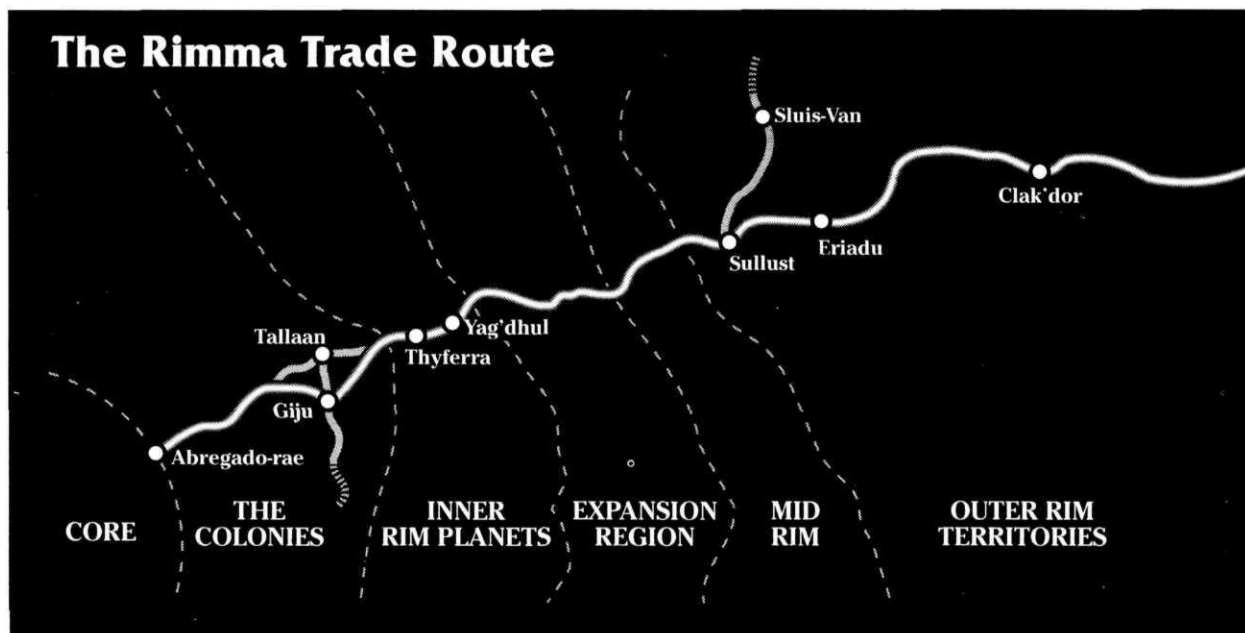 The Rimma Trade Route
Sluis-Van
Clak'dor
Eriadu
Sullust
Yag'dhul
Tallaan
Thyferra
Giju
Abregado-rae
CORE
THE
COLONIES
INNER
RIM PLANETS
EXPANSION
REGION
MID
RIM
OUTER RIM
TERRITORIES